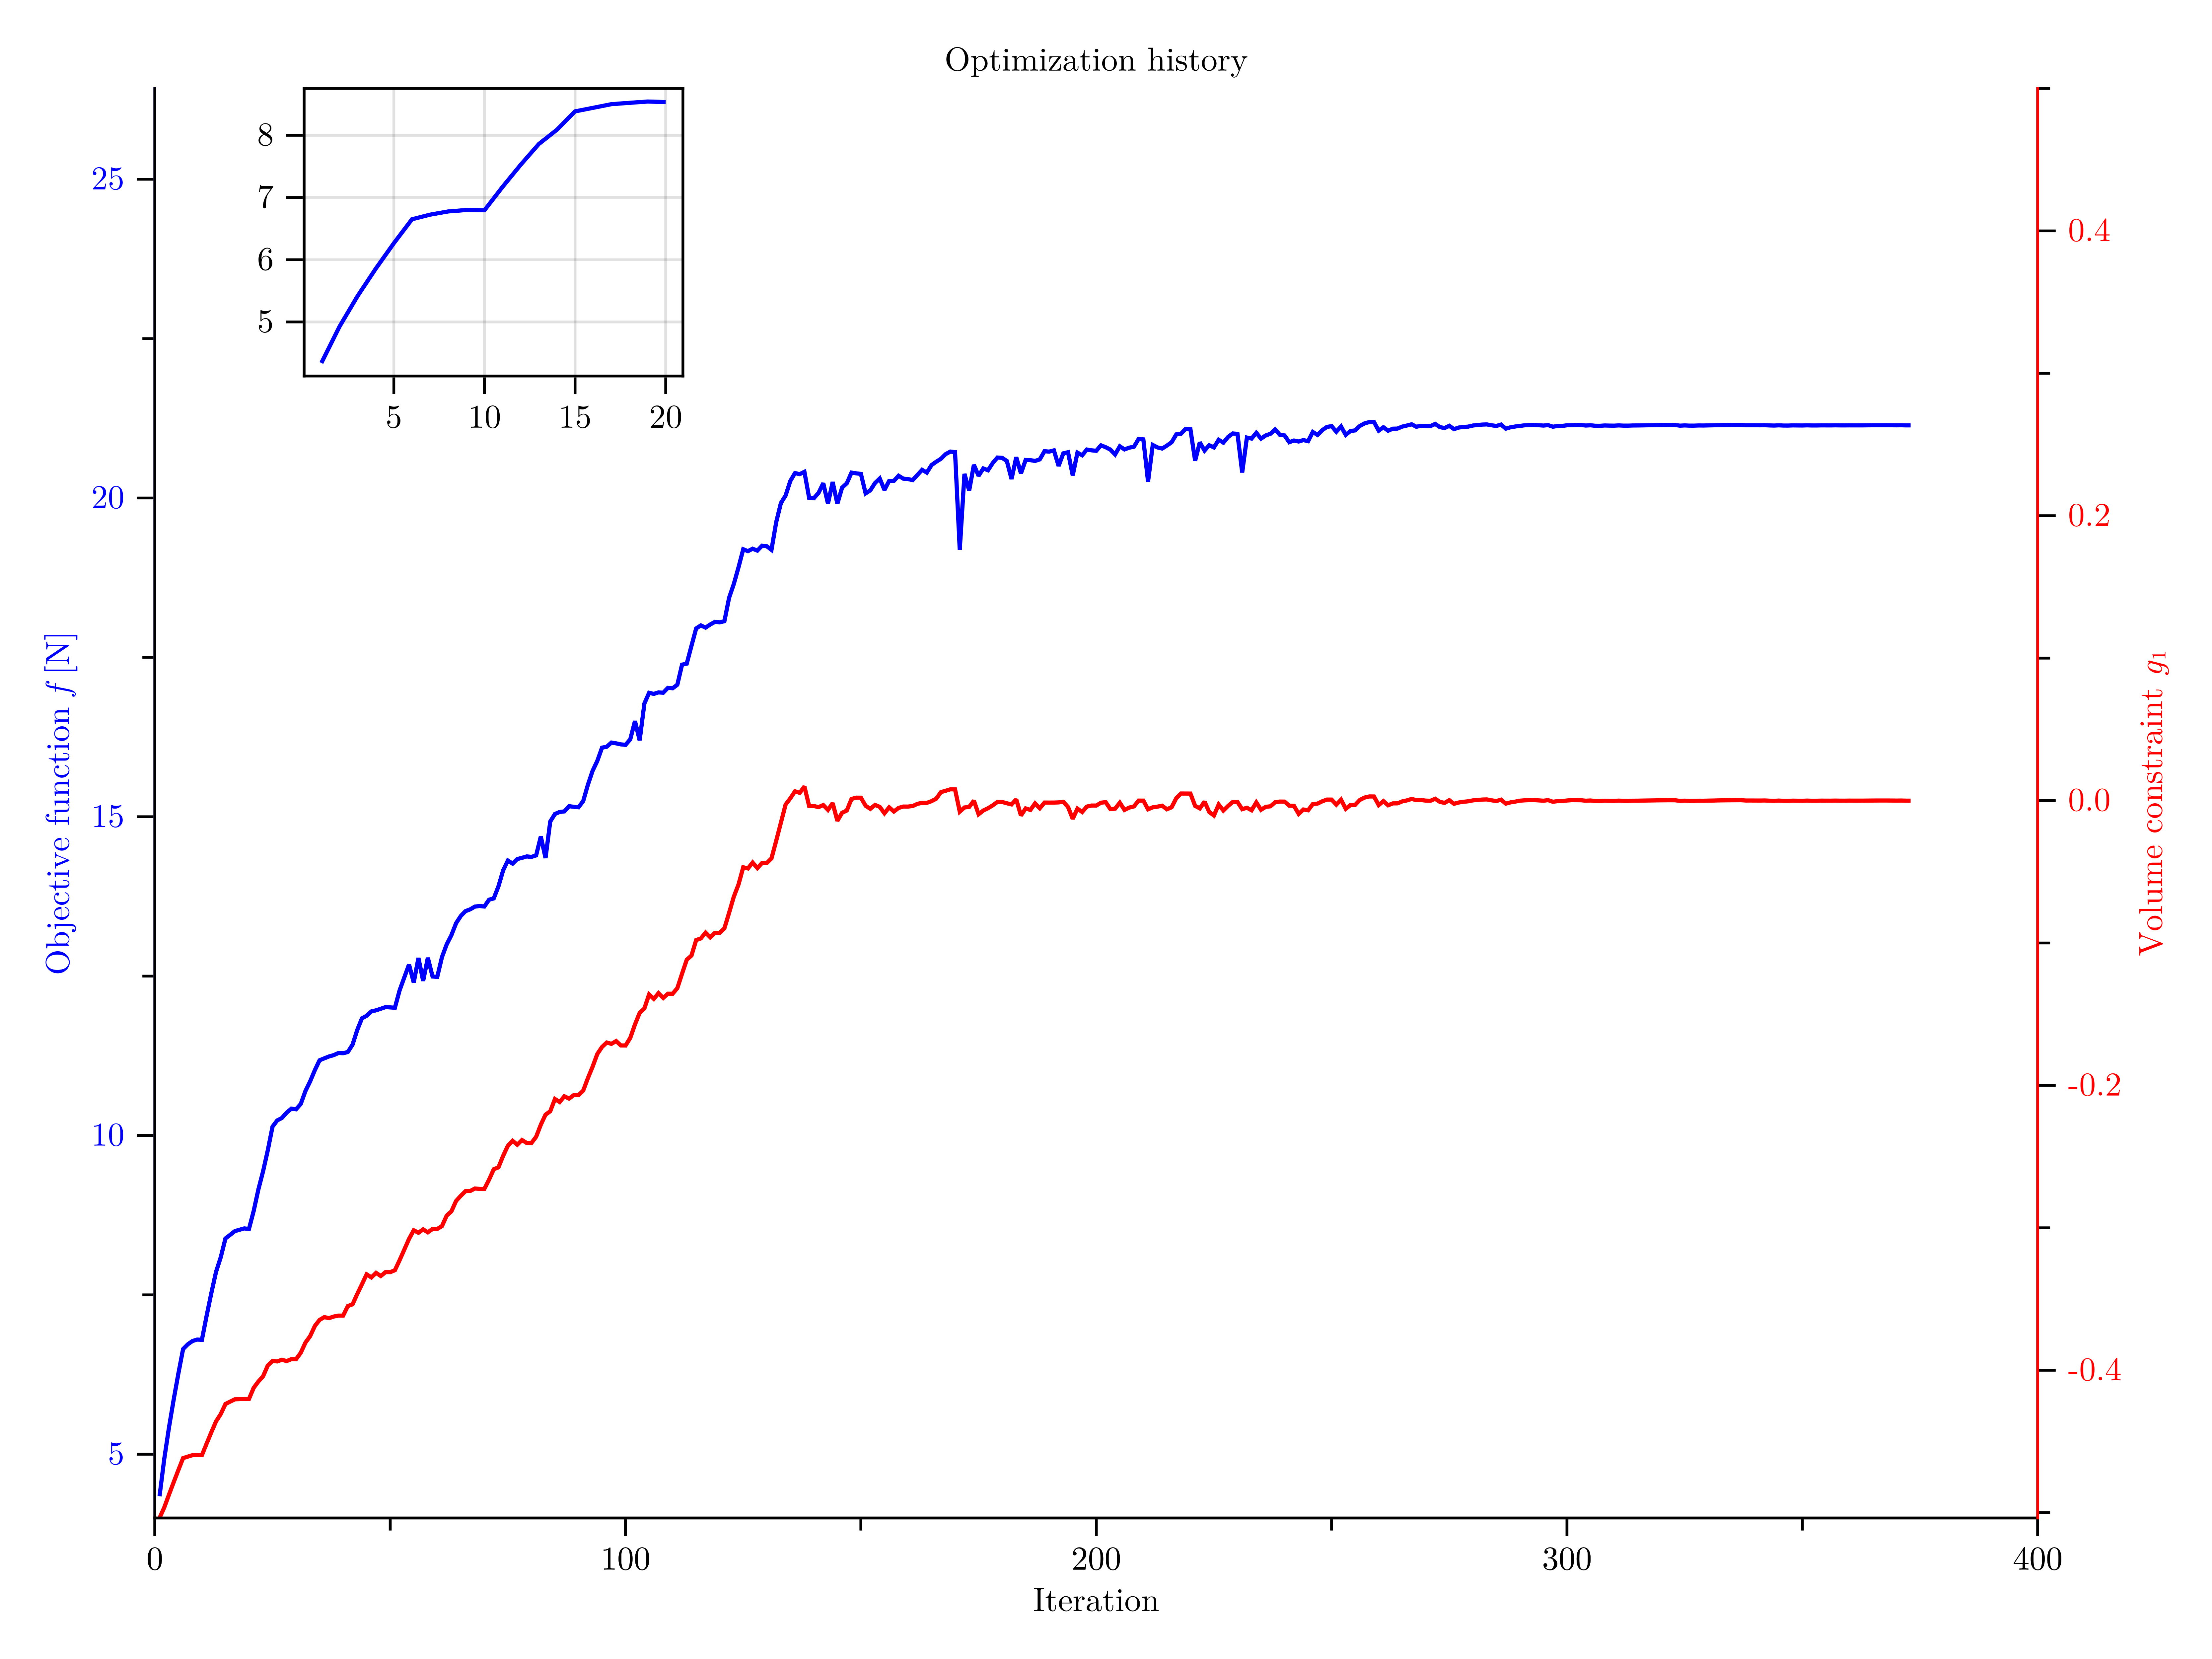 Optimization history
8
7
6
5
5 10 15 20
25
20
15
10
5
Objective function f [N]
0.4
0.2
0.0
-0.2
-0.4
Volume constraint g₁
0 100 200 300 400
Iteration